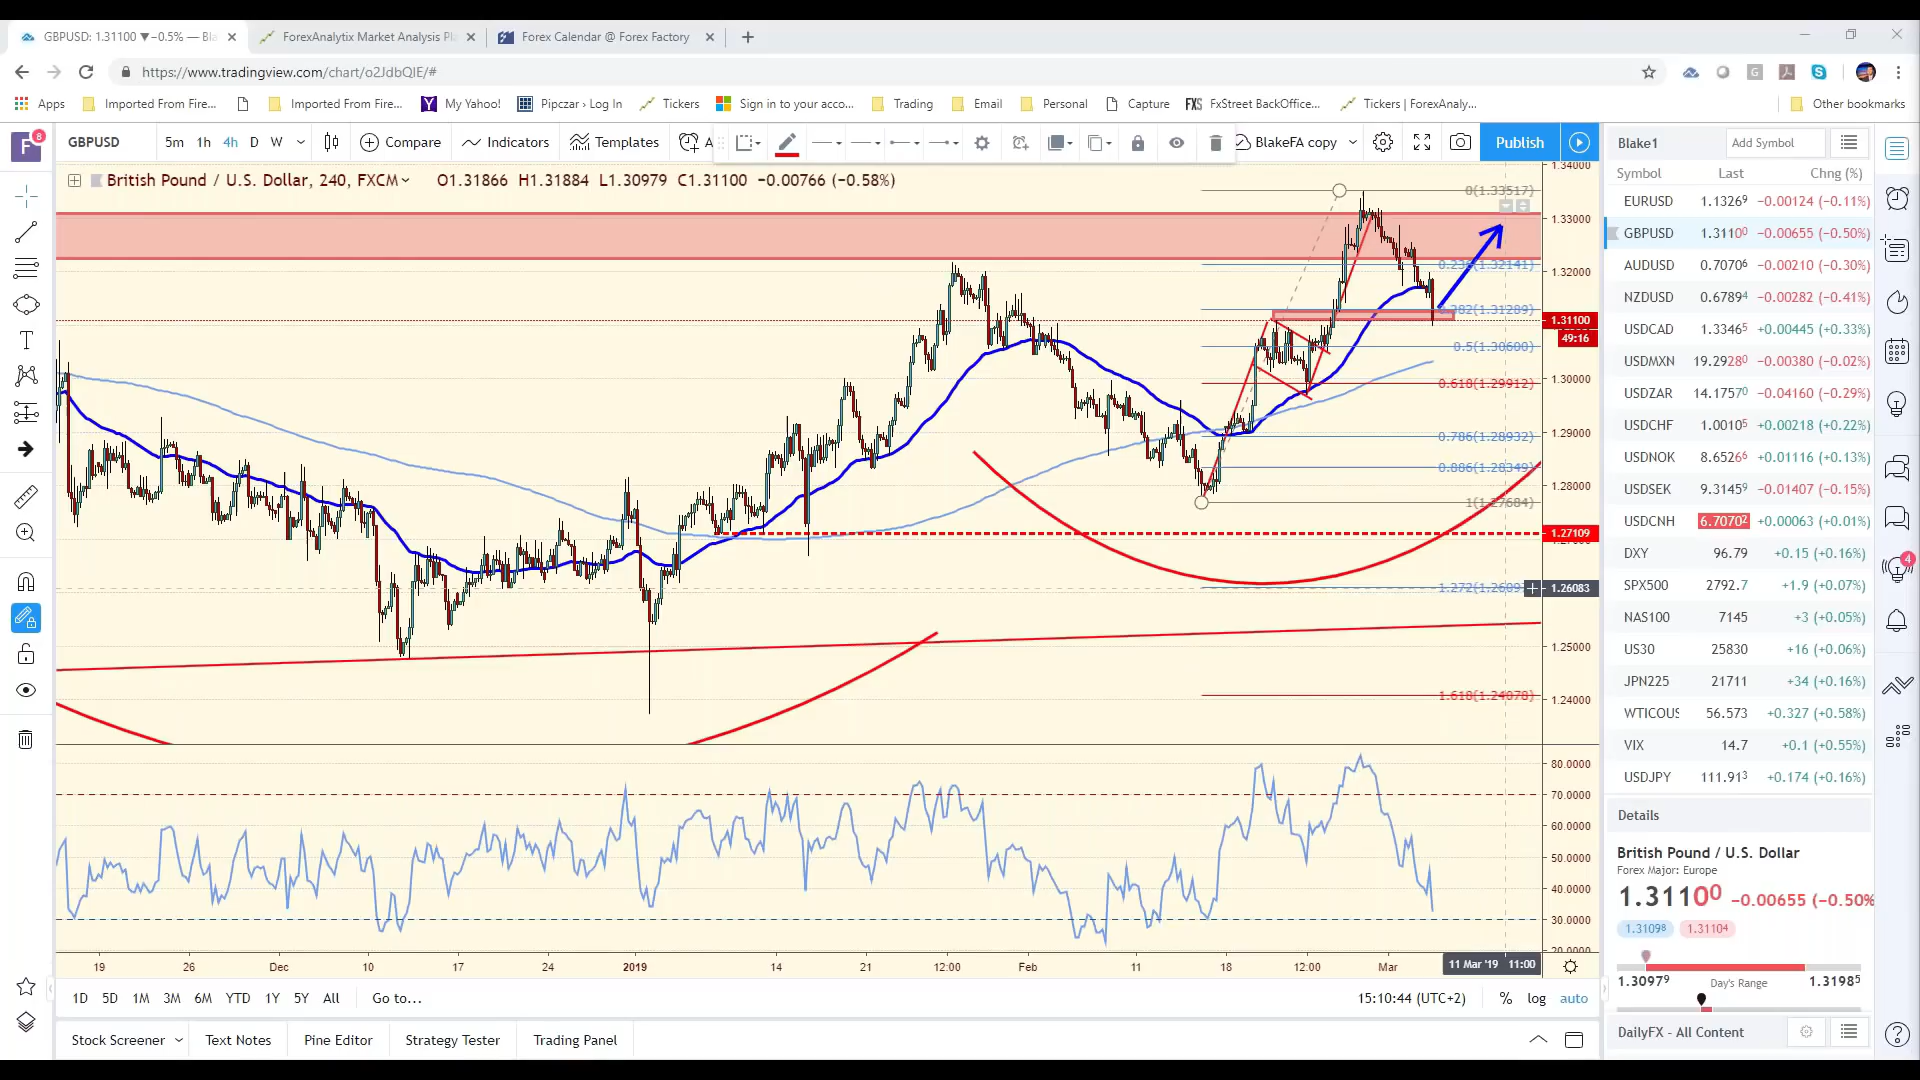 GBPUSD: 1.31100 ▼−0.5% — Bla
ForexAnalytix Market Analysis Pla
Forex Calendar @ Forex Factory
https://www.tradingview.com/chart/o2JdbQlE/#
Apps
Imported From Fire...
Imported From Fire...
My Yahoo!
Pipczar › Log In
Tickers
Sign in to your acco...
Trading
Email
Personal
Capture
FxStreet BackOffice...
Tickers | ForexAnaly...
Other bookmarks
F 8
GBPUSD 5m 1h 4h D W Compare Indicators Templates A BlakeFA copy Publish
British Pound / U.S. Dollar, 240, FXCM O1.31866 H1.31884 L1.30979 C1.31100 −0.00766 (−0.58%)
0(1.33517)
0.236(1.32141)
0.382(1.31289)
0.5(1.30600)
0.618(1.29912)
0.786(1.28932)
0.886(1.28349)
1(1.27684)
1.618(1.24078)
1.34000
1.33000
1.32000
1.31100
49:16
1.30000
1.29000
1.28000
1.27109
1.26083
1.25000
1.24000
80.0000
70.0000
60.0000
50.0000
40.0000
30.0000
20.0000
19 26 Dec 10 17 24 2019 14 21 12:00 Feb 11 18 12:00 Mar 11 Mar '19 11:00
1D 5D 1M 3M 6M YTD 1Y 5Y All Go to... 15:10:44 (UTC+2) % log auto
Stock Screener Text Notes Pine Editor Strategy Tester Trading Panel
Blake1 Add Symbol
Symbol Last Chng (%)
EURUSD 1.13269 −0.00124 (−0.11%)
GBPUSD 1.31100 −0.00655 (−0.50%)
AUDUSD 0.70706 −0.00210 (−0.30%)
NZDUSD 0.67894 −0.00282 (−0.41%)
USDCAD 1.33465 +0.00445 (+0.33%)
USDMXN 19.29280 −0.00380 (−0.02%)
USDZAR 14.17570 −0.04160 (−0.29%)
USDCHF 1.00105 +0.00218 (+0.22%)
USDNOK 8.65266 +0.01116 (+0.13%)
USDSEK 9.31459 −0.01407 (−0.15%)
USDCNH 6.70702 +0.00063 (+0.01%)
DXY 96.79 +0.15 (+0.16%)
SPX500 2792.7 +1.9 (+0.07%)
NAS100 7145 +3 (+0.05%)
US30 25830 +16 (+0.06%)
JPN225 21711 +34 (+0.16%)
WTICOUS 56.573 +0.327 (+0.58%)
VIX 14.7 +0.1 (+0.55%)
USDJPY 111.913 +0.174 (+0.16%)
Details
British Pound / U.S. Dollar
Forex Major: Europe
1.31100 −0.00655 (−0.50%
1.31098 1.31104
1.30979 Day's Range 1.31985
DailyFX - All Content
4